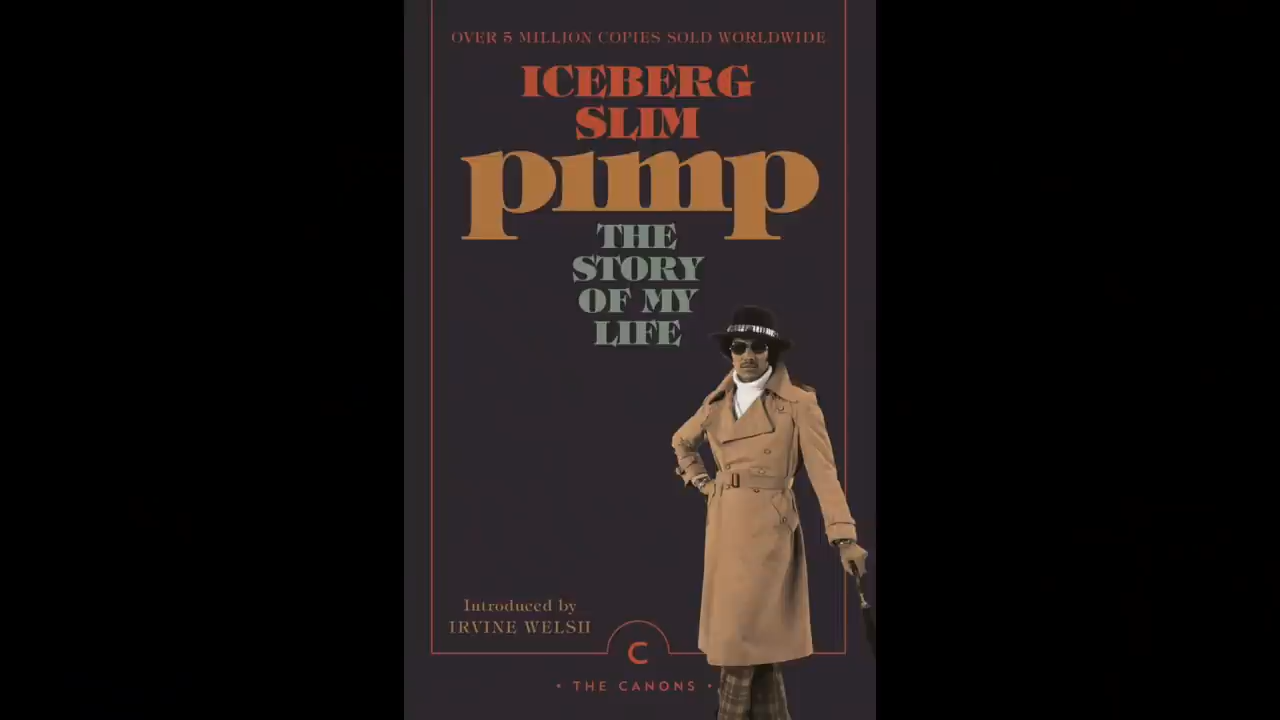 OVER 5 MILLION COPIES SOLD WORLDWIDE
ICEBERG
SLIM
pimp
THE
STORY
OF MY
LIFE
Introduced by
IRVINE WELSH
C
• THE CANONS •